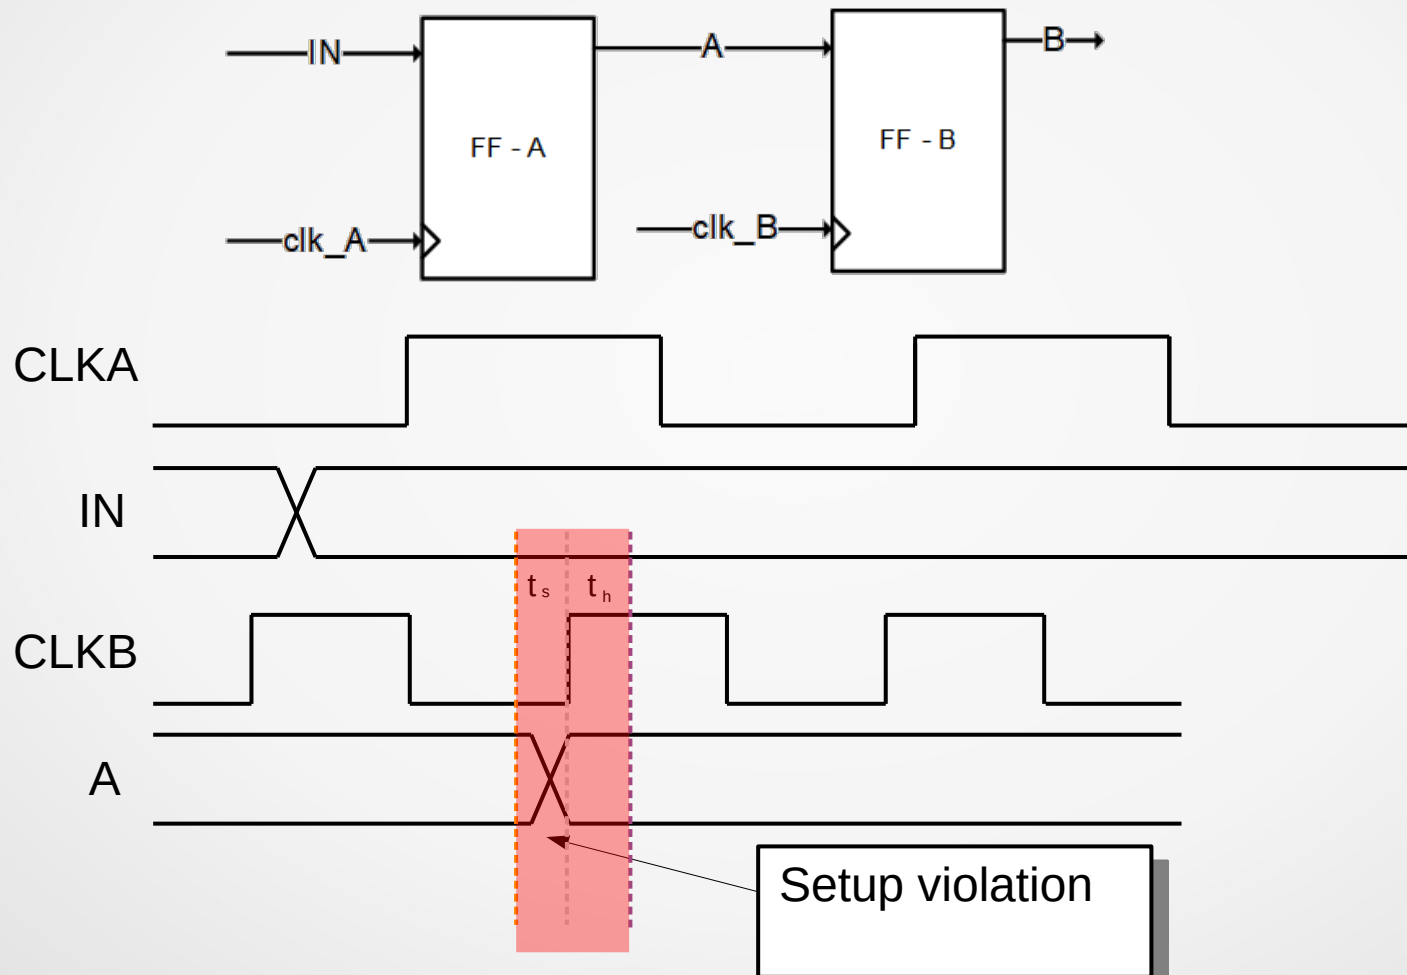 IN
A
B
FF - A
FF - B
clk_A
clk_B
CLKA
IN
ts
th
CLKB
A
Setup violation